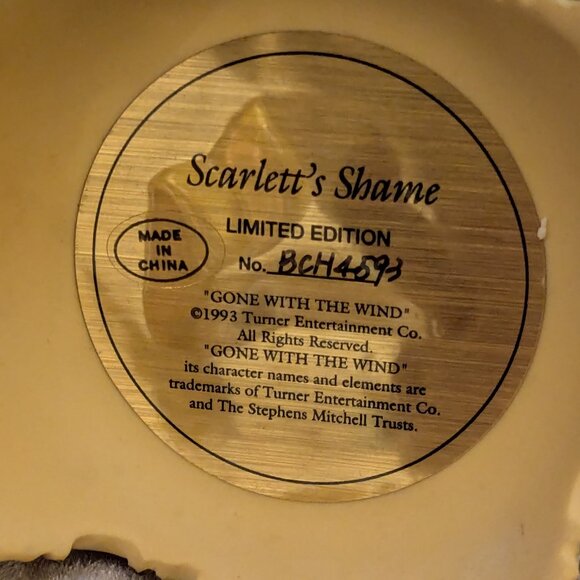 Scarlett's Shame
LIMITED EDITION
MADE
IN
CHINA
No. BCH4593
"GONE WITH THE WIND"
©1993 Turner Entertainment Co.
All Rights Reserved.
"GONE WITH THE WIND"
its character names and elements are
trademarks of Turner Entertainment Co.
and The Stephens Mitchell Trusts.